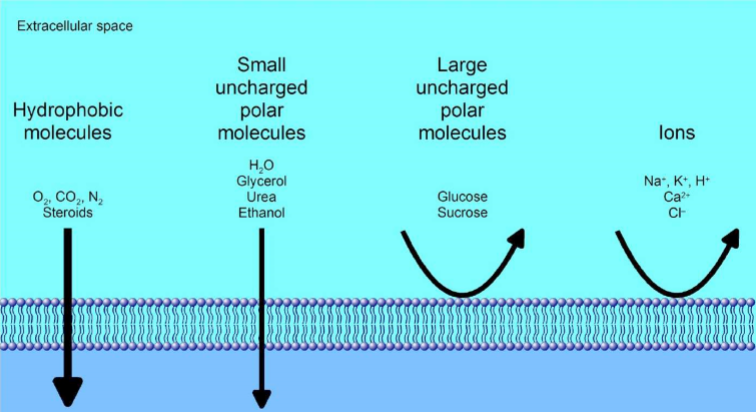 Extracellular space
Hydrophobic
molecules
O₂, CO₂, N₂
Steroids
Small
uncharged
polar
molecules
H₂O
Glycerol
Urea
Ethanol
Large
uncharged
polar
molecules
Glucose
Sucrose
Ions
Na⁺, K⁺, H⁺
Ca²⁺
Cl⁻